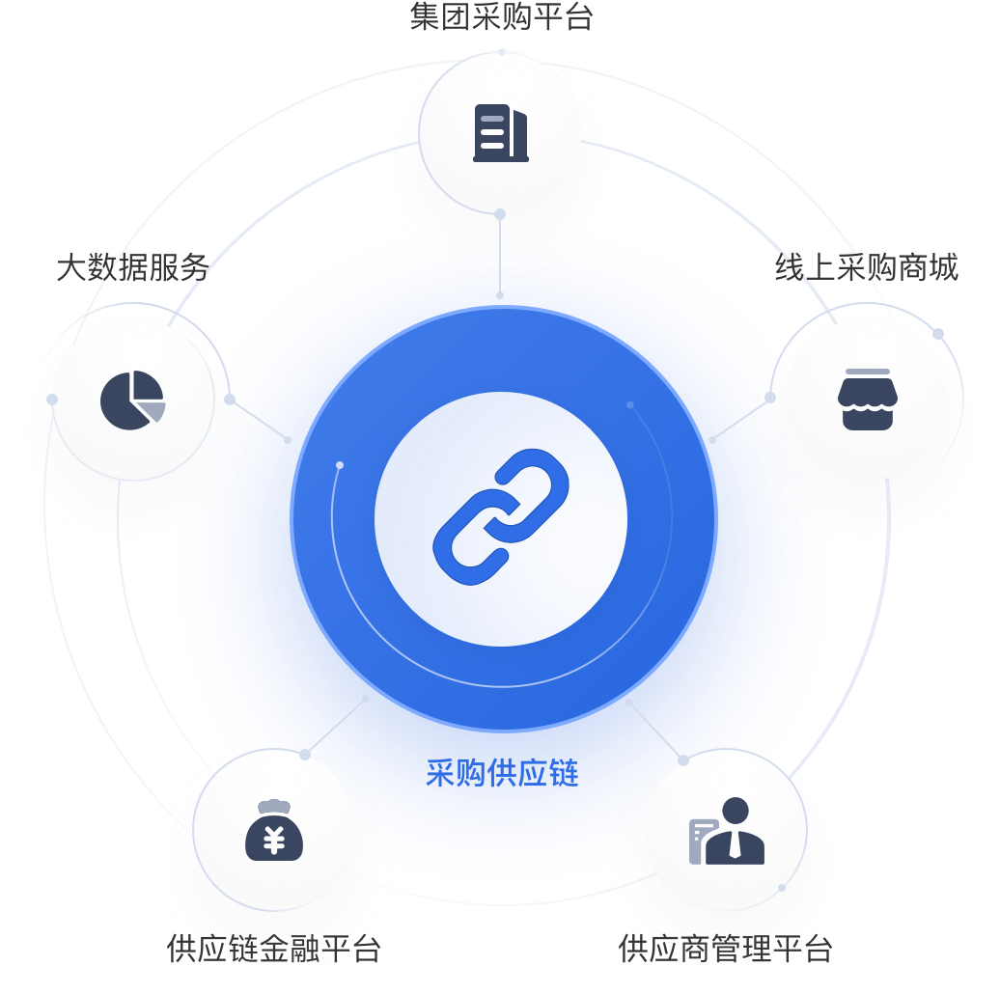 集团采购平台
大数据服务
线上采购商城
采购供应链
供应链金融平台
供应商管理平台